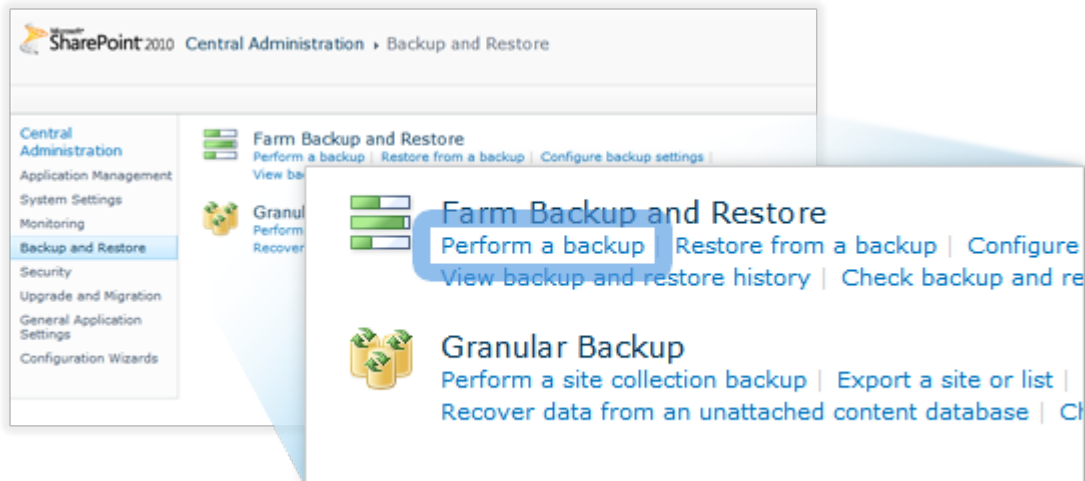 Microsoft
SharePoint 2010 Central Administration ▸ Backup and Restore
Central
Administration
Application Management
System Settings
Monitoring
Backup and Restore
Security
Upgrade and Migration
General Application
Settings
Configuration Wizards
Farm Backup and Restore
Perform a backup | Restore from a backup | Configure backup settings |
View ba
Granul
Perform
Recover
Farm Backup and Restore
Perform a backup | Restore from a backup | Configure
View backup and restore history | Check backup and re
Granular Backup
Perform a site collection backup | Export a site or list |
Recover data from an unattached content database | Ch